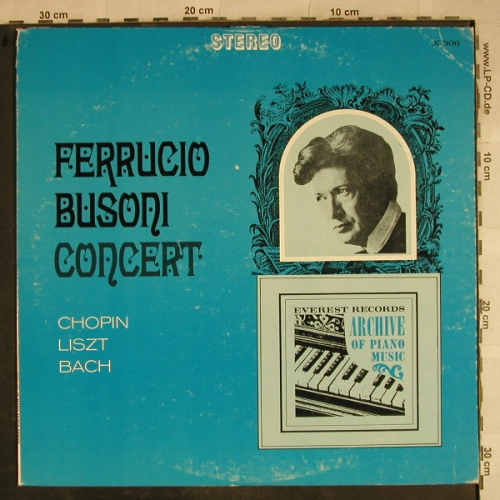 30 cm
20 cm
10 cm
STEREO
X 900
FERRUCIO
BUSONI
CONCERT
CHOPIN
LISZT
BACH
EVEREST RECORDS
ARCHIVE
OF PIANO
MUSIC
www.LP-CD.de
10 cm
20 cm
30 cm